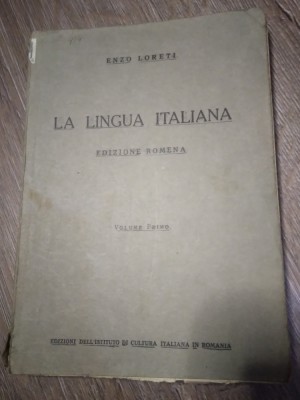 ENZO LORETI
LA LINGUA ITALIANA
EDIZIONE ROMENA
VOLUME PRIMO
EDIZIONI DELL'ISTITUTO DI CULTURA ITALIANA IN ROMANIA